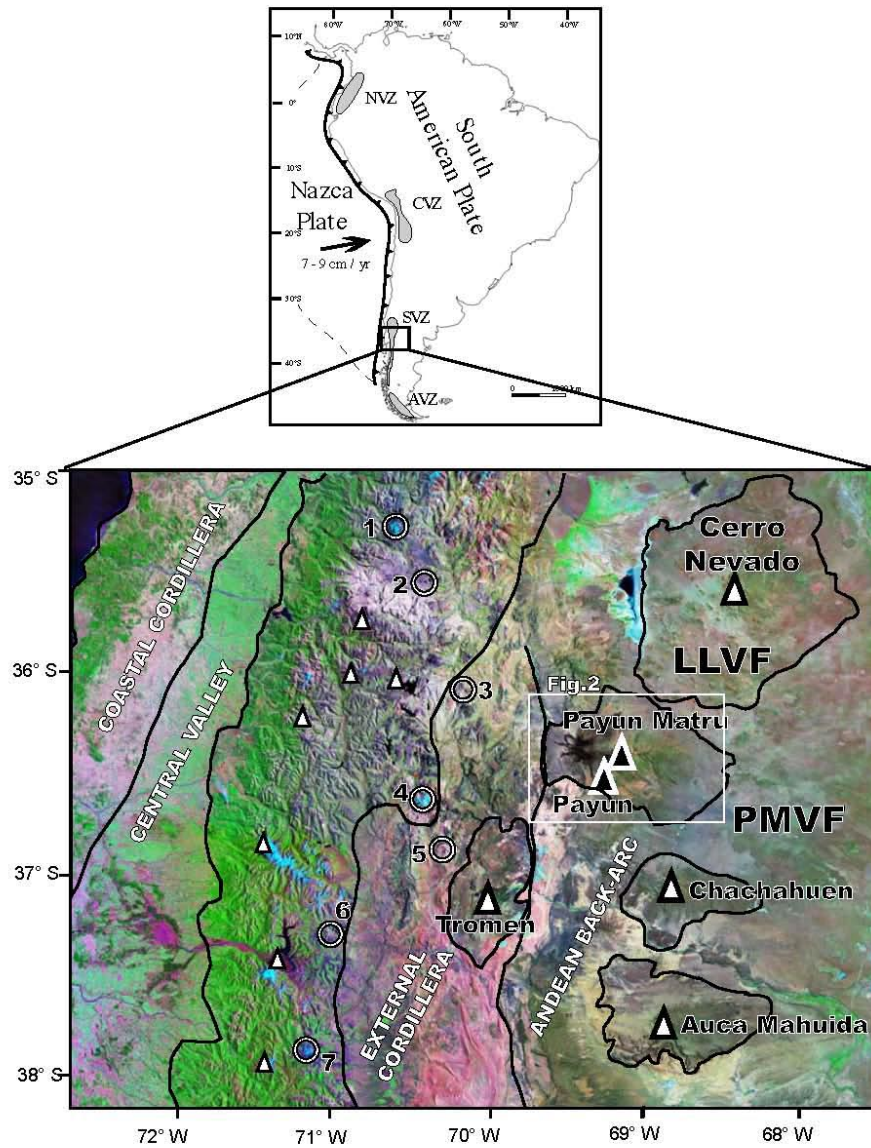 80°W 70°W 60°W 50°W 40°W
10°N
NVZ
0°
South
American Plate
10°S
Nazca
Plate
CVZ
20°S
7 - 9 cm / yr
30°S
SVZ
40°S
AVZ
0
35° S
1
Cerro
Nevado
2
COASTAL CORDILLERA
LLVF
36° S
3
Fig.2
Payun Matru
CENTRAL VALLEY
4
Payun
PMVF
5
37° S
Chachahuen
Tromen
6
ANDEAN BACK-ARC
EXTERNAL
CORDILLERA
Auca Mahuida
7
38° S
72° W 71° W 70° W 69° W 68° W